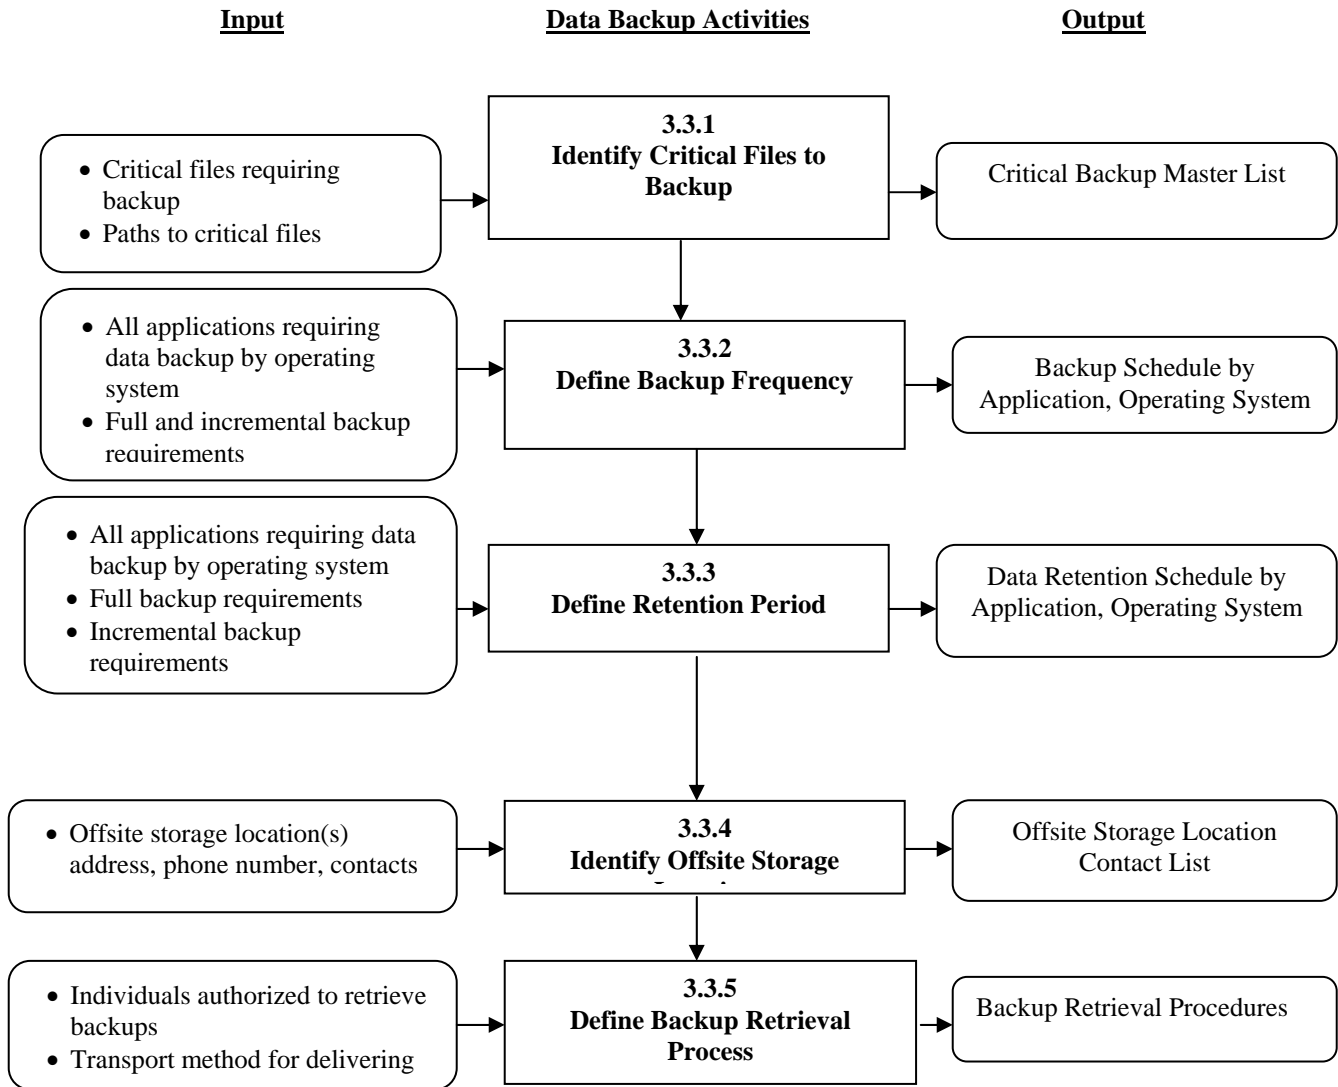 Input
Data Backup Activities
Output
• Critical files requiring
backup
• Paths to critical files
3.3.1
Identify Critical Files to
Backup
Critical Backup Master List
• All applications requiring
data backup by operating
system
• Full and incremental backup
requirements
3.3.2
Define Backup Frequency
Backup Schedule by
Application, Operating System
• All applications requiring data
backup by operating system
• Full backup requirements
• Incremental backup
requirements
3.3.3
Define Retention Period
Data Retention Schedule by
Application, Operating System
• Offsite storage location(s)
address, phone number, contacts
3.3.4
Identify Offsite Storage
Offsite Storage Location
Contact List
• Individuals authorized to retrieve
backups
• Transport method for delivering
3.3.5
Define Backup Retrieval
Process
Backup Retrieval Procedures